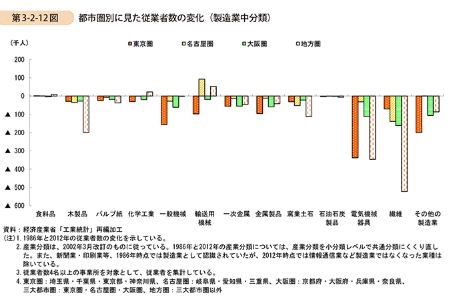 第3-2-12図 都市圏別に見た従業者数の変化（製造業中分類）
（千人）
東京圏 名古屋圏 大阪圏 地方圏
200
100
0
▲ 100
▲ 200
▲ 300
▲ 400
▲ 500
▲ 600
食料品 木製品 パルプ紙 化学工業 一般機械 輸送用機械 一次金属 金属製品 窯業土石 石油石炭製品 電気機械器具 繊維 その他の製造業
資料：経済産業省「工業統計」再編加工
（注）1. 1986年と2012年の従業者数の変化を示している。
2. 産業分類は、2002年3月改訂のものに従っている。1986年と2012年の産業分類については、産業分類を小分類レベルで共通分類にくくり直し
た。また、新聞業・印刷業等、1986年時点では製造業として認識されていたが、2012年時点では情報通信業など製造業ではなくなった業種は
除いている。
3. 従業者数4名以上の事業所を対象として、従業者を集計している。
4. 東京圏：埼玉県・千葉県・東京都・神奈川県、名古屋圏：岐阜県・愛知県・三重県、大阪圏：京都府・大阪府・兵庫県・奈良県、
三大都市圏：東京圏・名古屋圏・大阪圏、地方圏：三大都市圏以外